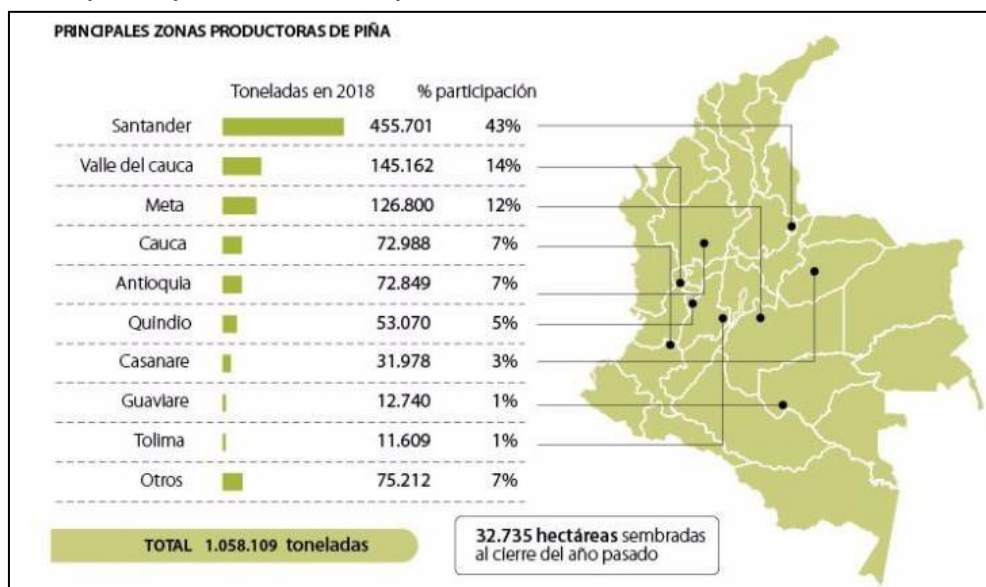 PRINCIPALES ZONAS PRODUCTORAS DE PIÑA
Toneladas en 2018 % participación
Santander 455.701 43%
Valle del cauca 145.162 14%
Meta 126.800 12%
Cauca 72.988 7%
Antioquia 72.849 7%
Quindío 53.070 5%
Casanare 31.978 3%
Guaviare 12.740 1%
Tolima 11.609 1%
Otros 75.212 7%
TOTAL 1.058.109 toneladas
32.735 hectáreas sembradas
al cierre del año pasado